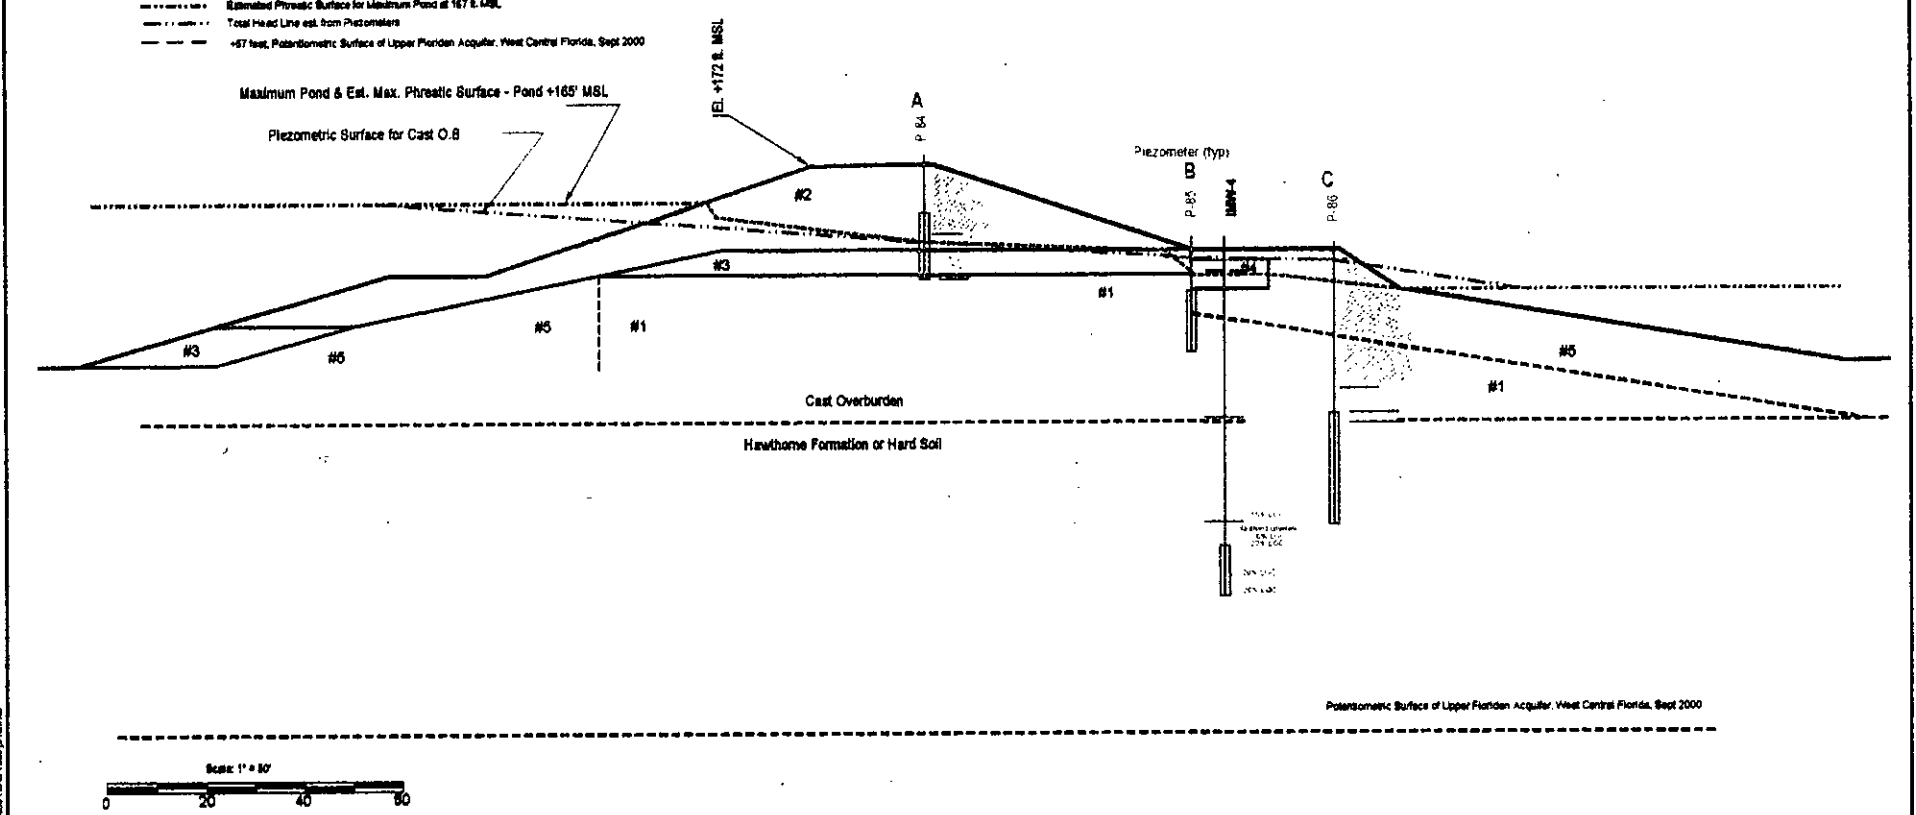 Estimated Phreatic Surface for Maximum Pond at 167 ft. MSL
Total Head Line est. from Piezometers
+57 feet, Potentiometric Surface of Upper Floriden Acquifer, West Central Florida, Sept 2000
Maximum Pond & Est. Max. Phreatic Surface - Pond +165' MSL
Piezometric Surface for Cast O.B
El. +172 ft. MSL
A
P-84
Piezometer (typ)
B
P-85
IMW-4
C
P-86
#2
#3
#4
#1
#5
#1
#3
#5
#5
#1
Cast Overburden
Hawthorne Formation or Hard Soil
Potentiometric Surface of Upper Floriden Acquifer, West Central Florida, Sept 2000
Scale: 1" =
0
20
40